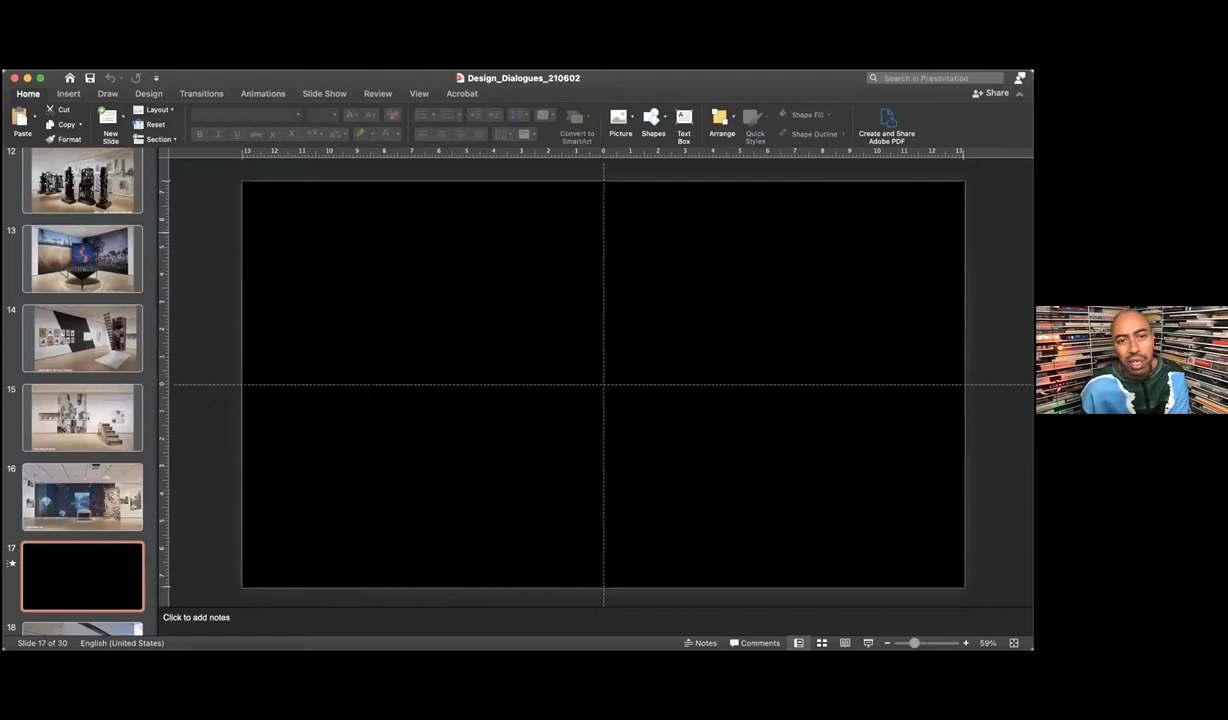 Design_Dialogues_210602
Search in Presentation
Home Insert Draw Design Transitions Animations Slide Show Review View Acrobat
Share
Paste
Cut
Copy
Format
New Slide
Layout
Reset
Section
Convert to SmartArt
Picture
Shapes
Text Box
Arrange
Quick Styles
Shape Fill
Shape Outline
Create and Share Adobe PDF
12
13
14
15
16
17
18
Click to add notes
Slide 17 of 30 English (United States)
Notes Comments 59%